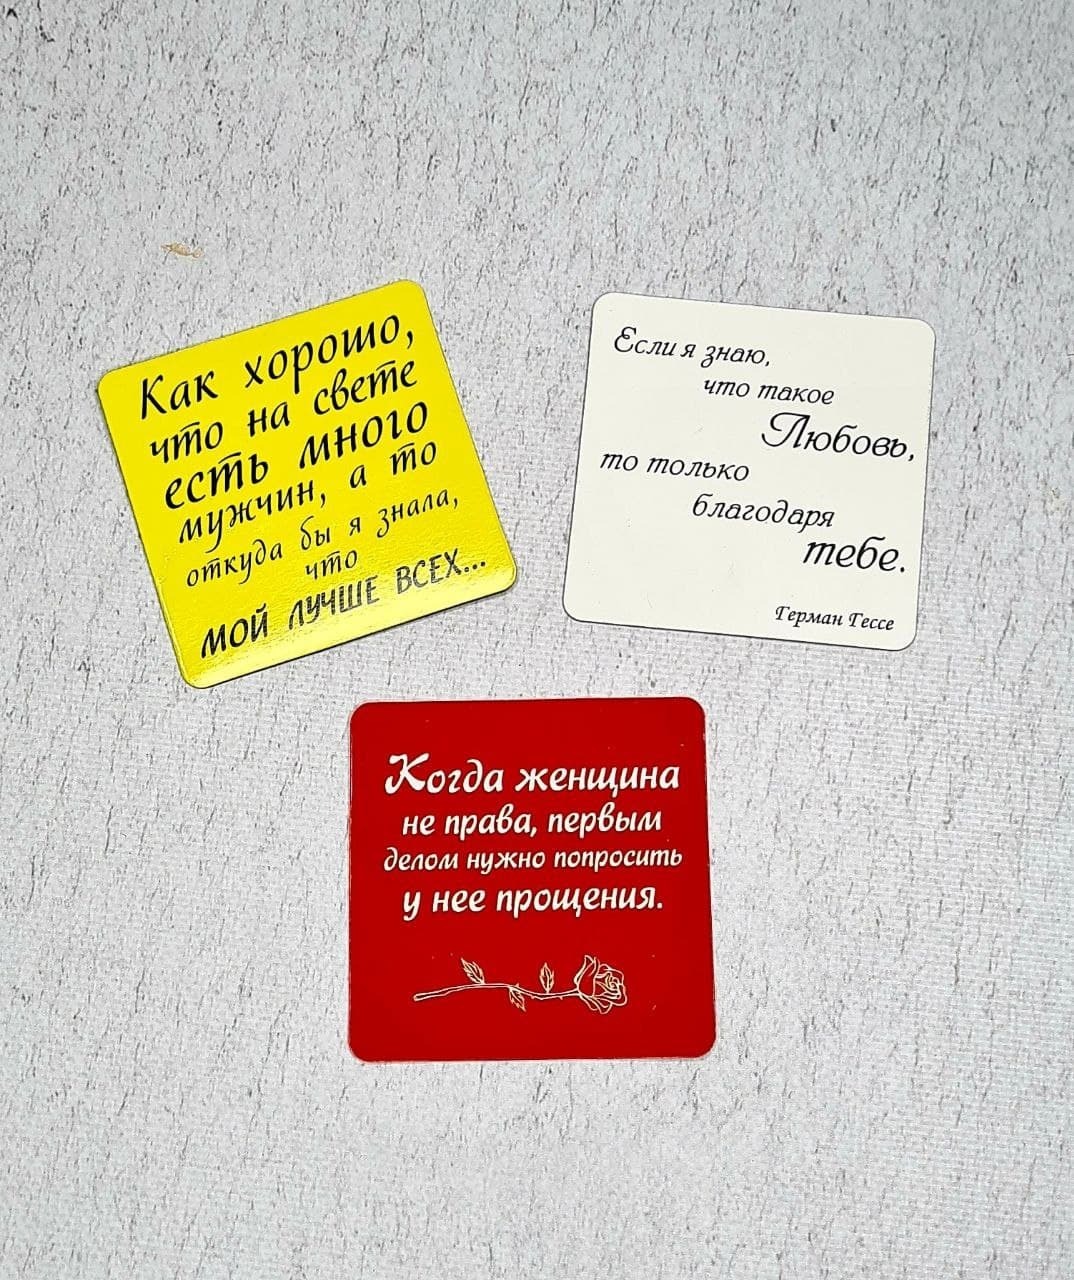 Как хорошо,
что на свете
есть много
мужчин, а то
откуда бы я знала,
что
МОЙ ЛУЧШЕ ВСЕХ...
Если я знаю,
что такое
Любовь,
то только
благодаря
тебе.
Герман Гессе
Когда женщина
не права, первым
делом нужно попросить
у нее прощения.